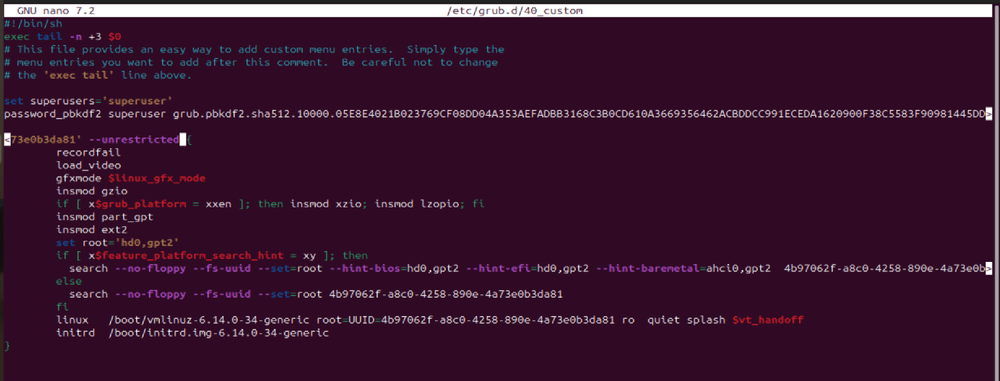 GNU nano 7.2 /etc/grub.d/40_custom
#!/bin/sh
exec tail -n +3 $0
# This file provides an easy way to add custom menu entries.  Simply type the
# menu entries you want to add after this comment.  Be careful not to change
# the 'exec tail' line above.
set superusers='superuser'
password_pbkdf2 superuser grub.pbkdf2.sha512.10000.05E8E4021B023769CF08DD04A353AEFADBB3168C3B0CD610A3669356462ACBDDCC991ECEDA1620900F38C5583F90981445DD>
<73e0b3da81' --unrestricted {
        recordfail
        load_video
        gfxmode $linux_gfx_mode
        insmod gzio
        if [ x$grub_platform = xxen ]; then insmod xzio; insmod lzopio; fi
        insmod part_gpt
        insmod ext2
        set root='hd0,gpt2'
        if [ x$feature_platform_search_hint = xy ]; then
          search --no-floppy --fs-uuid --set=root --hint-bios=hd0,gpt2 --hint-efi=hd0,gpt2 --hint-baremetal=ahci0,gpt2  4b97062f-a8c0-4258-890e-4a73e0b>
        else
          search --no-floppy --fs-uuid --set=root 4b97062f-a8c0-4258-890e-4a73e0b3da81
        fi
        linux   /boot/vmlinuz-6.14.0-34-generic root=UUID=4b97062f-a8c0-4258-890e-4a73e0b3da81 ro  quiet splash $vt_handoff
        initrd  /boot/initrd.img-6.14.0-34-generic
}